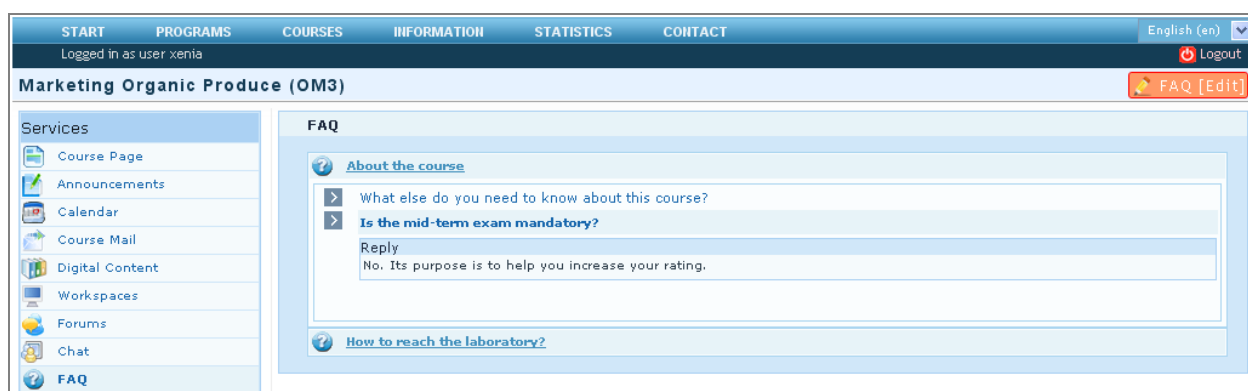 START PROGRAMS COURSES INFORMATION STATISTICS CONTACT English (en)
Logged in as user xenia Logout
Marketing Organic Produce (OM3) FAQ [Edit]
Services
Course Page
Announcements
Calendar
Course Mail
Digital Content
Workspaces
Forums
Chat
FAQ
FAQ
About the course
What else do you need to know about this course?
Is the mid-term exam mandatory?
Reply
No. Its purpose is to help you increase your rating.
How to reach the laboratory?